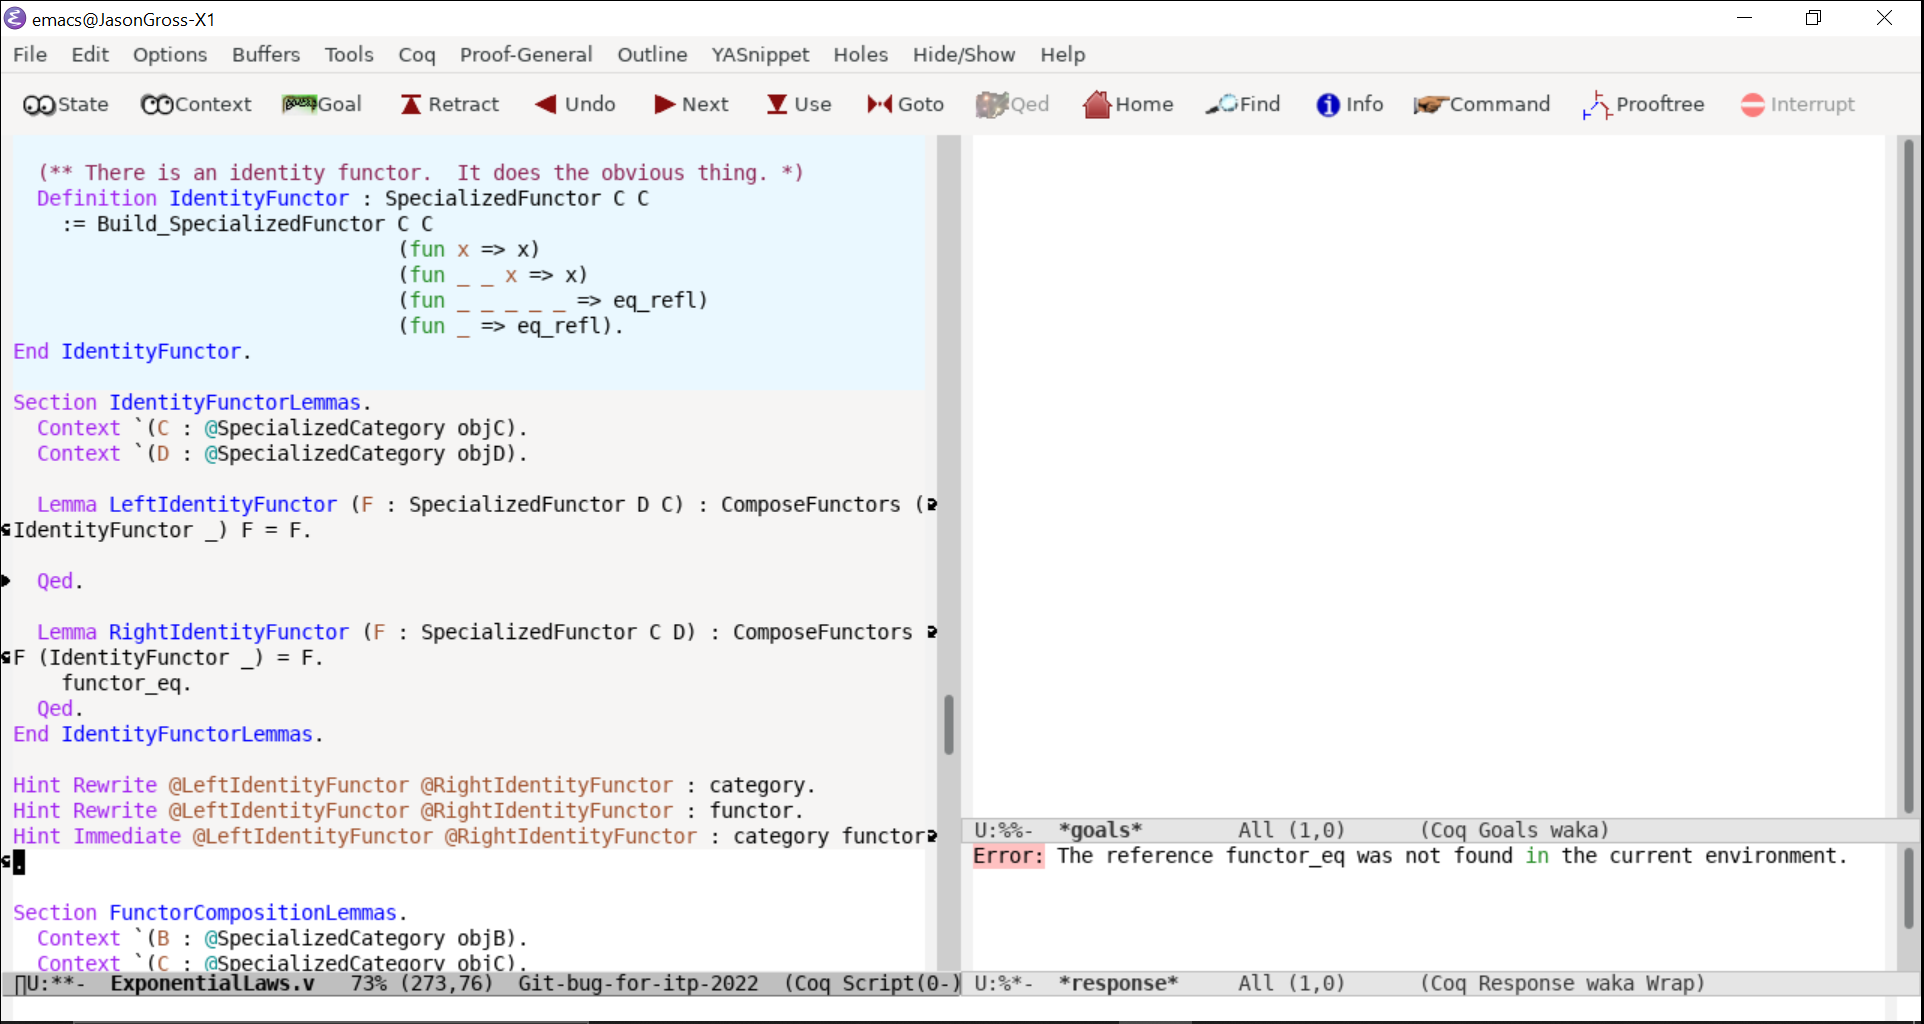 emacs@JasonGross-X1
File Edit Options Buffers Tools Coq Proof-General Outline YASnippet Holes Hide/Show Help
State Context Goal Retract Undo Next Use Goto Qed Home Find Info Command Prooftree Interrupt
(** There is an identity functor.  It does the obvious thing. *)
Definition IdentityFunctor : SpecializedFunctor C C
:= Build_SpecializedFunctor C C
(fun x => x)
(fun _ _ x => x)
(fun _ _ _ _ _ => eq_refl)
(fun _ => eq_refl).
End IdentityFunctor.
Section IdentityFunctorLemmas.
Context `(C : @SpecializedCategory objC).
Context `(D : @SpecializedCategory objD).
Lemma LeftIdentityFunctor (F : SpecializedFunctor D C) : ComposeFunctors (
IdentityFunctor _) F = F.
Qed.
Lemma RightIdentityFunctor (F : SpecializedFunctor C D) : ComposeFunctors
F (IdentityFunctor _) = F.
functor_eq.
Qed.
End IdentityFunctorLemmas.
Hint Rewrite @LeftIdentityFunctor @RightIdentityFunctor : category.
Hint Rewrite @LeftIdentityFunctor @RightIdentityFunctor : functor.
Hint Immediate @LeftIdentityFunctor @RightIdentityFunctor : category functor
.
Section FunctorCompositionLemmas.
Context `(B : @SpecializedCategory objB).
Context `(C : @SpecializedCategory objC).
U:**-  ExponentialLaws.v   73% (273,76)  Git-bug-for-itp-2022  (Coq Script(0-)
U:%%-  *goals*        All (1,0)      (Coq Goals waka)
Error: The reference functor_eq was not found in the current environment.
U:%*-  *response*     All (1,0)      (Coq Response waka Wrap)